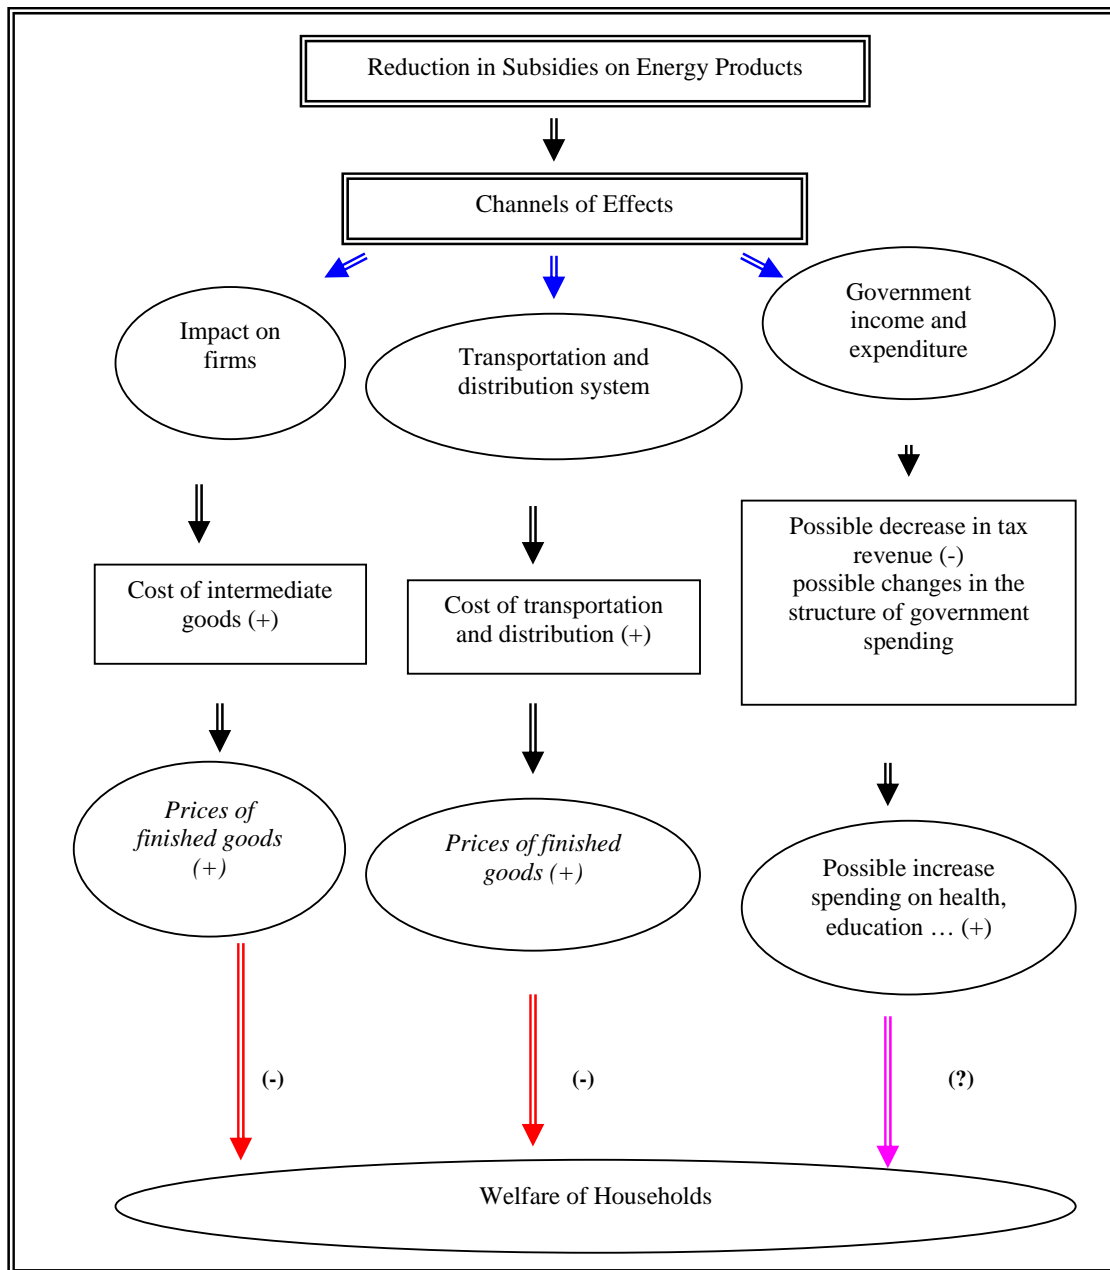 Reduction in Subsidies on Energy Products
Channels of Effects
Impact on
firms
Transportation and
distribution system
Government
income and
expenditure
Cost of intermediate
goods (+)
Cost of transportation
and distribution (+)
Possible decrease in tax
revenue (-)
possible changes in the
structure of government
spending
Prices of
finished goods
(+)
Prices of finished
goods (+)
Possible increase
spending on health,
education … (+)
(-)
(-)
(?)
Welfare of Households